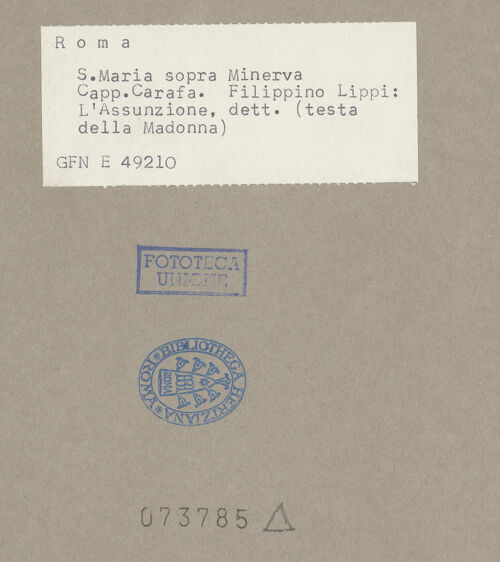 Roma
S.Maria sopra Minerva
Capp.Carafa. Filippino Lippi:
L'Assunzione, dett. (testa
della Madonna)
GFN E 49210
FOTOTECA
UNIONE
*BIBLIOTHECA HERTZIANA*ROMA
ROMA
073785